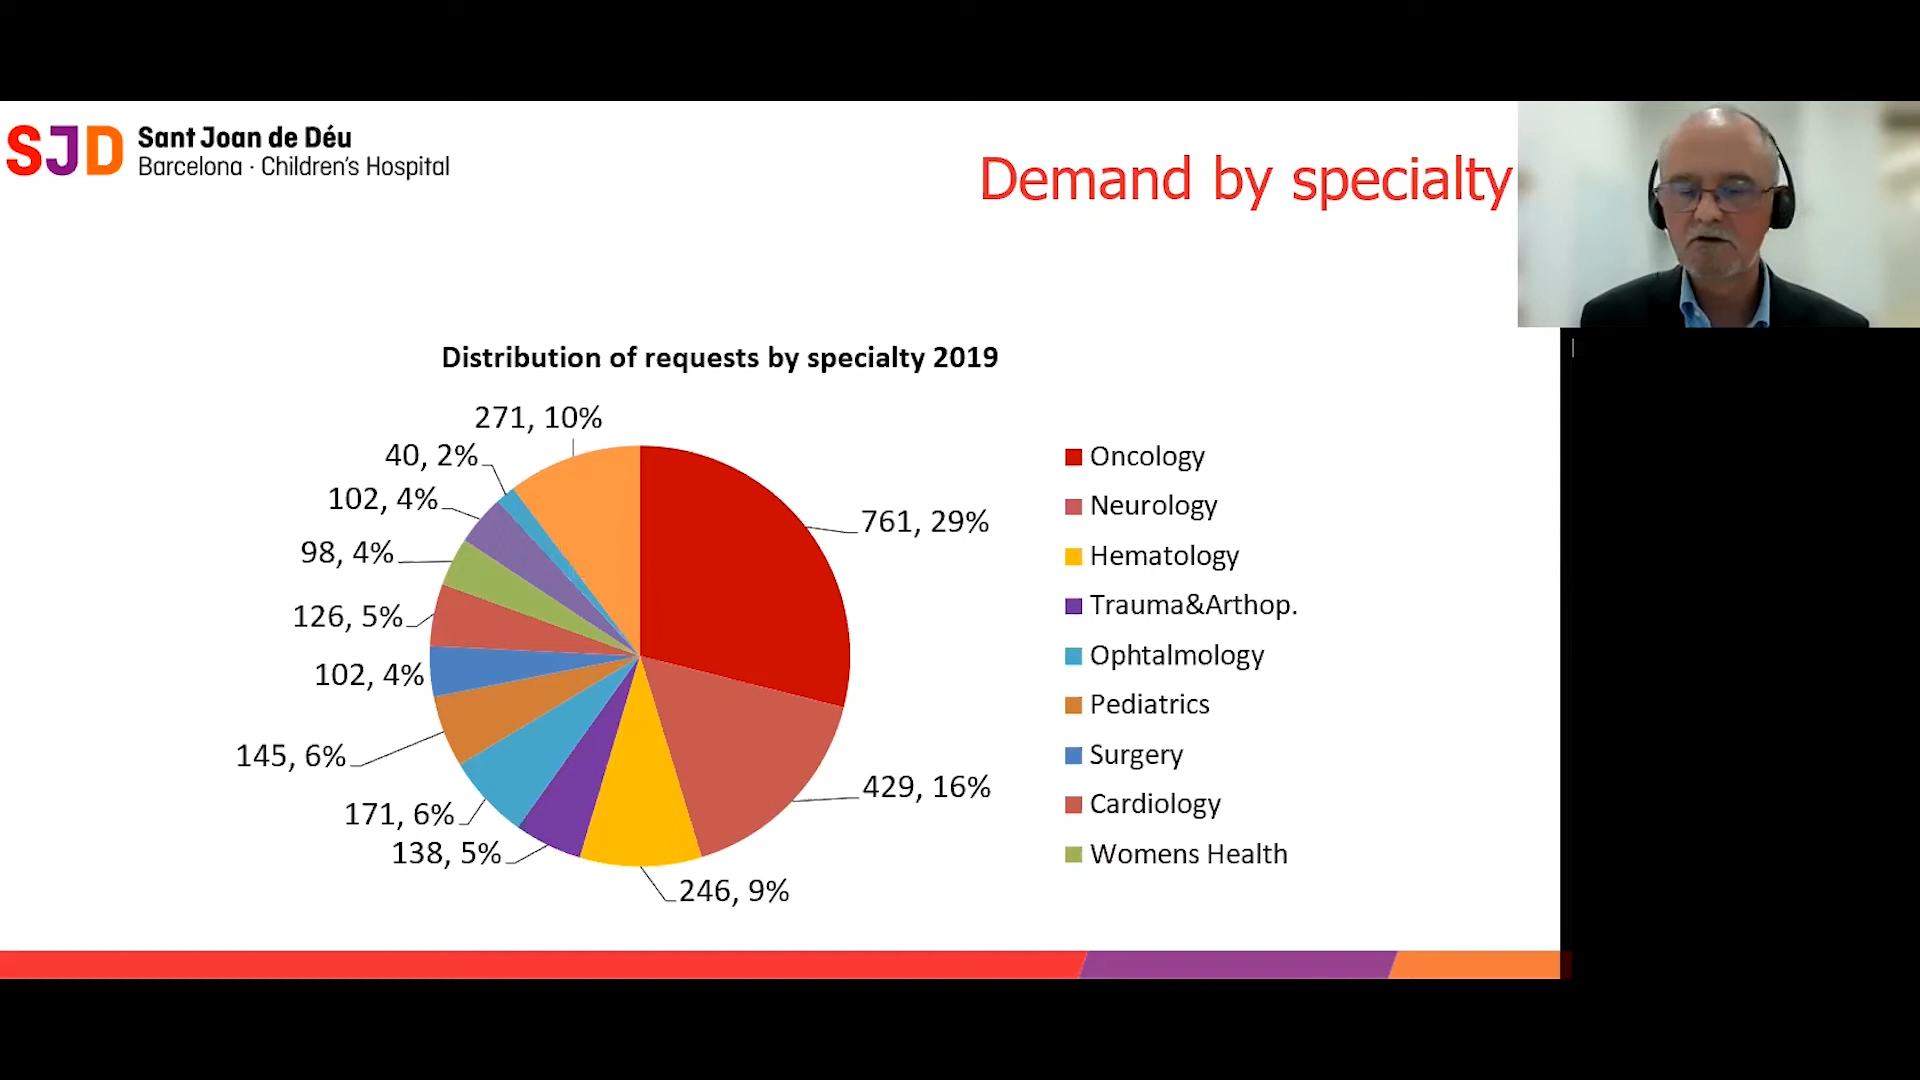 SJD
Sant Joan de Déu
Barcelona · Children's Hospital
Demand by specialty
Distribution of requests by specialty 2019
271, 10%
40, 2%
102, 4%
98, 4%
126, 5%
102, 4%
145, 6%
171, 6%
138, 5%
246, 9%
429, 16%
761, 29%
Oncology
Neurology
Hematology
Trauma&Arthop.
Ophtalmology
Pediatrics
Surgery
Cardiology
Womens Health